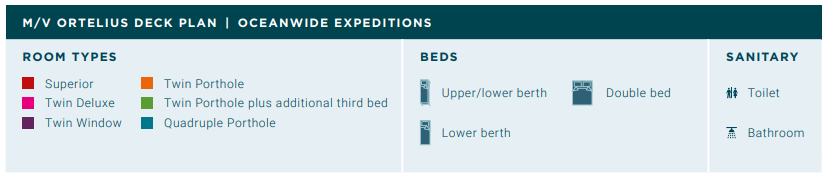 M/V ORTELIUS DECK PLAN | OCEANWIDE EXPEDITIONS
ROOM TYPES
Superior
Twin Deluxe
Twin Window
Twin Porthole
Twin Porthole plus additional third bed
Quadruple Porthole
BEDS
Upper/lower berth
Lower berth
Double bed
SANITARY
Toilet
Bathroom